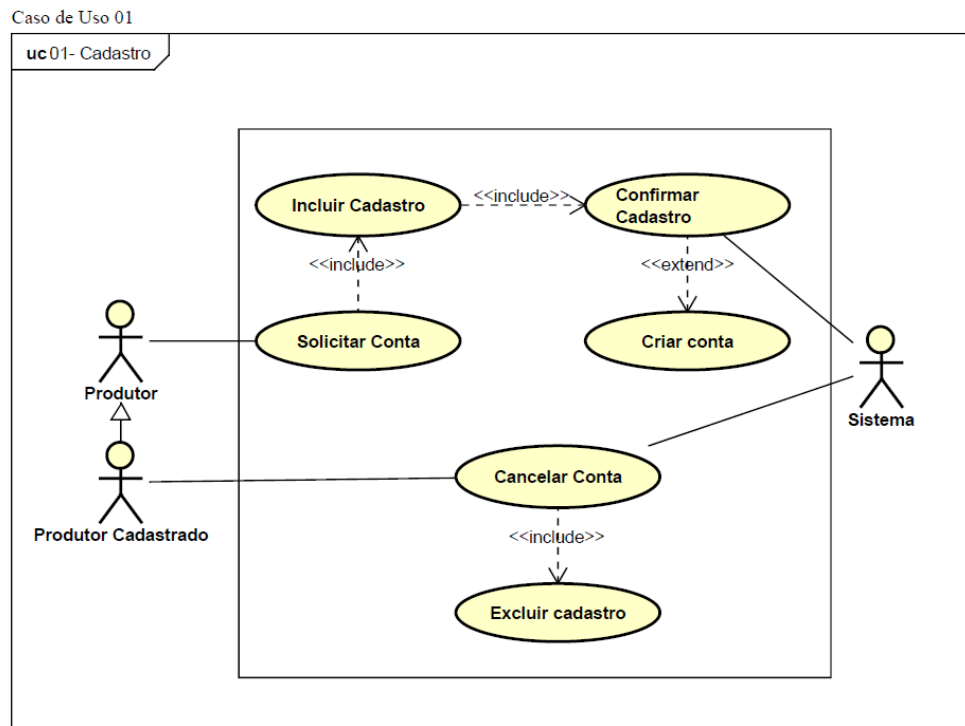 Caso de Uso 01
uc 01- Cadastro
Incluir Cadastro
<<include>>
Confirmar
Cadastro
<<include>>
<<extend>>
Solicitar Conta
Criar conta
Produtor
Sistema
Cancelar Conta
Produtor Cadastrado
<<include>>
Excluir cadastro